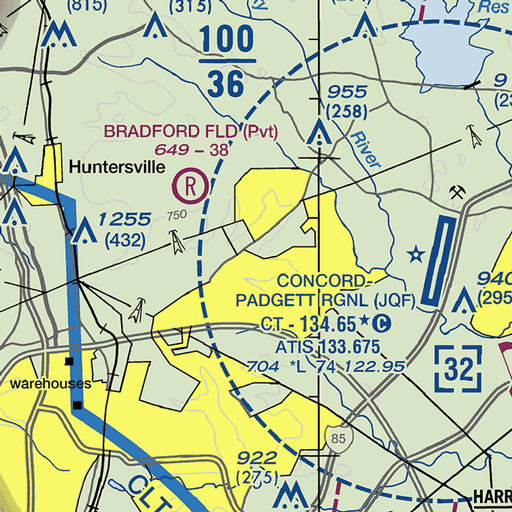 (815)
(315)
Res
100
36
955
(258)
BRADFORD FLD (Pvt)
649 - 38
River
Huntersville
R
750
1255
(432)
CONCORD-
PADGETT RGNL (JQF)
CT - 134.65 * C
ATIS 133.675
704 *L 74 122.95
940
(295
[32]
warehouses
85
922
(275)
CLT
HARR